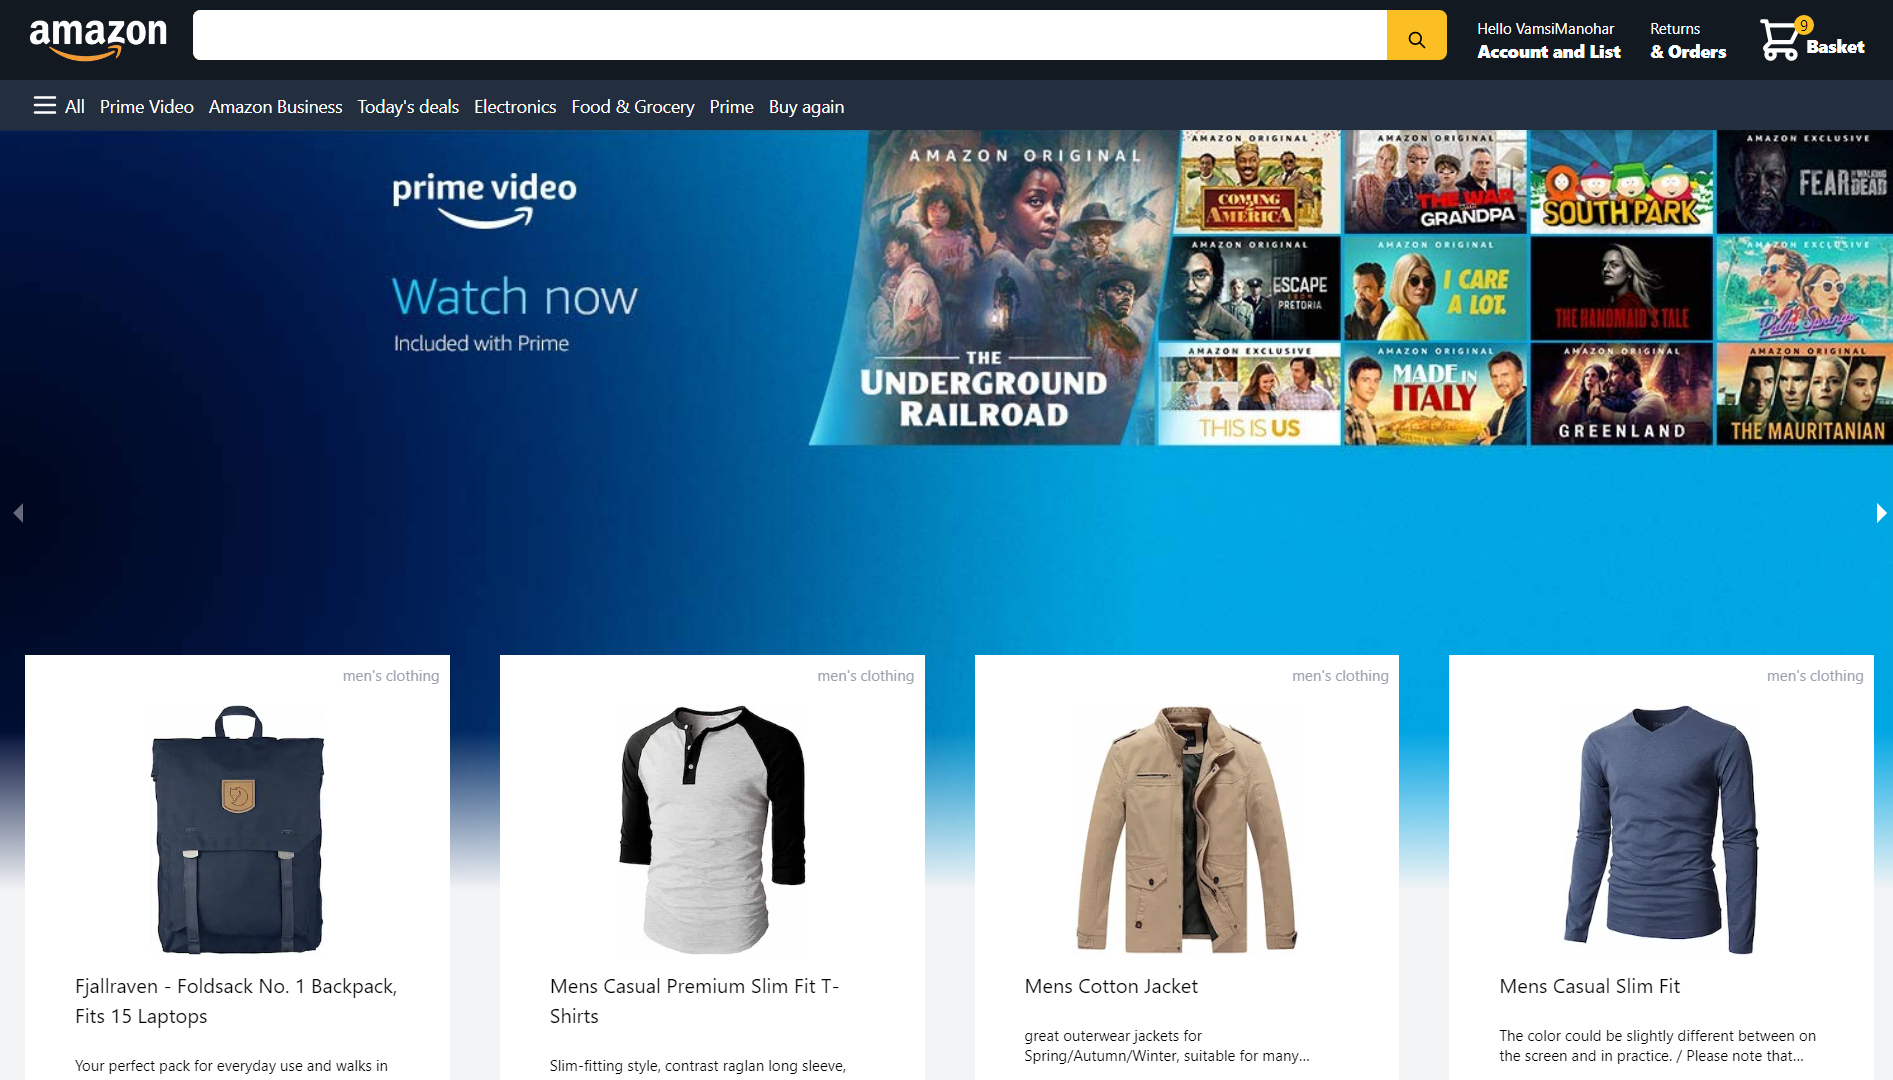 amazon
Hello VamsiManohar
Account and List
Returns
& Orders
9
Basket
All Prime Video Amazon Business Today's deals Electronics Food & Grocery Prime Buy again
prime video
Watch now
Included with Prime
AMAZON ORIGINAL
THE
UNDERGROUND
RAILROAD
AMAZON ORIGINAL
COMING
AMERICA
AMAZON ORIGINAL
THE WAR
GRANDPA
SOUTH PARK
AMAZON EXCLUSIVE
FEAR THE WALKING
DEAD
AMAZON ORIGINAL
ESCAPE
FROM
PRETORIA
AMAZON ORIGINAL
I CARE
A LOT.
THE HANDMAID'S TALE
AMAZON EXCLUSIVE
Palm Springs
AMAZON EXCLUSIVE
THIS IS US
AMAZON ORIGINAL
MADE IN
ITALY
AMAZON ORIGINAL
GREENLAND
AMAZON ORIGINAL
THE MAURITANIAN
men's clothing
Fjallraven - Foldsack No. 1 Backpack,
Fits 15 Laptops
Your perfect pack for everyday use and walks in
men's clothing
Mens Casual Premium Slim Fit T-
Shirts
Slim-fitting style, contrast raglan long sleeve,
men's clothing
Mens Cotton Jacket
great outerwear jackets for
Spring/Autumn/Winter, suitable for many...
men's clothing
Mens Casual Slim Fit
The color could be slightly different between on
the screen and in practice. / Please note that...